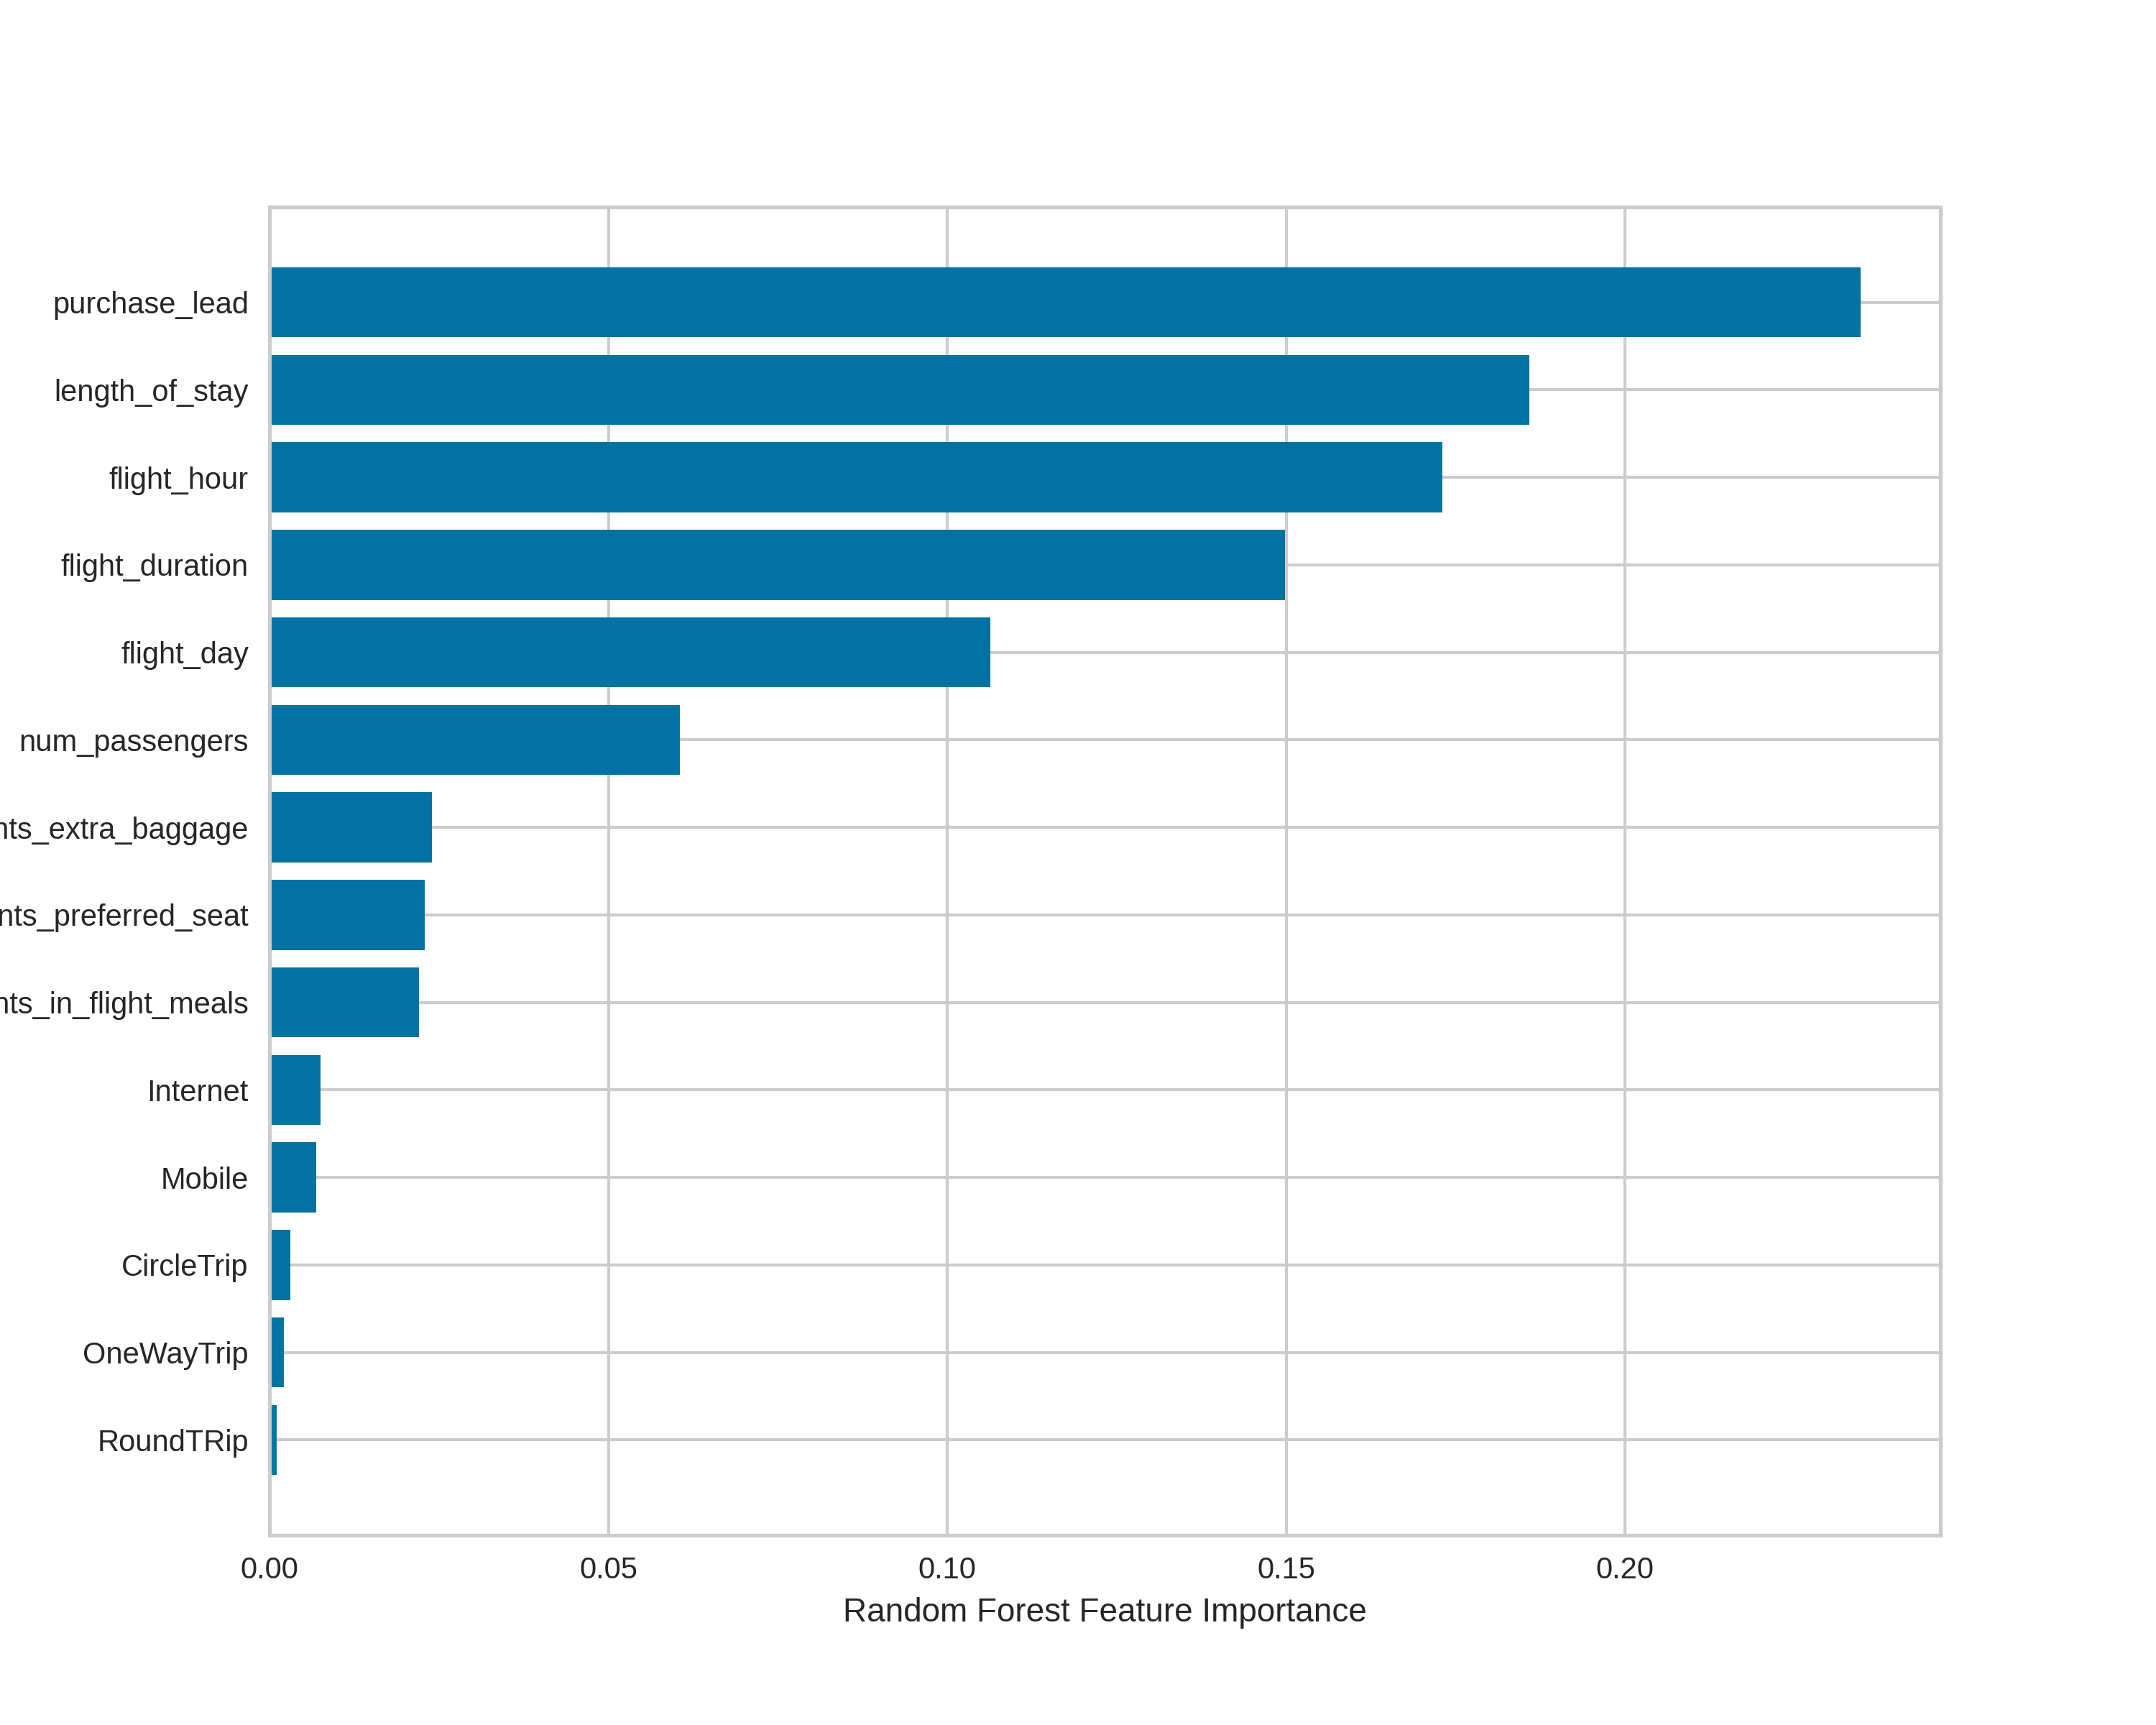 purchase_lead
length_of_stay
flight_hour
flight_duration
flight_day
num_passengers
nts_extra_baggage
nts_preferred_seat
nts_in_flight_meals
Internet
Mobile
CircleTrip
OneWayTrip
RoundTRip
0.00 0.05 0.10 0.15 0.20
Random Forest Feature Importance